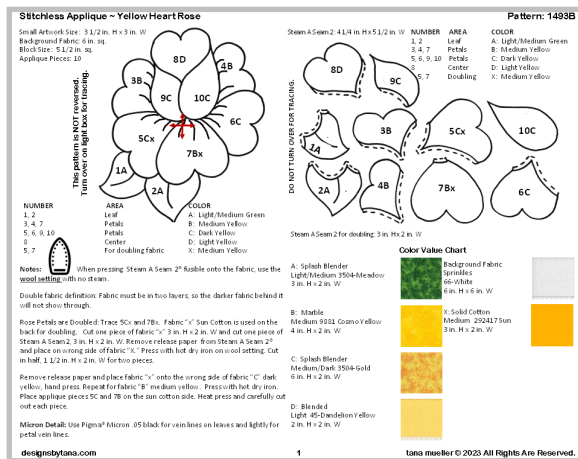 Stitchless Applique ~ Yellow Heart Rose
Pattern: 1493B
Small Artwork Size: 3 1/2 in. H x 3 in. W
Background Fabric: 6 in. sq.
Block Size: 5 1/2 in. sq.
Applique Pieces: 10
This pattern is NOT reversed.
Turn over on light box for tracing.
8D
4B
3B
9C
10C
6C
5Cx
7Bx
1A
2A
Steam A Seam 2: 4 1/4 in. H x 5 1/2 in. W
NUMBER AREA COLOR
1, 2 Leaf A: Light/Medium Green
3, 4, 7 Petals B: Medium Yellow
5, 6, 9, 10 Petals C: Dark Yellow
8 Center D: Light Yellow
5, 7 Doubling X: Medium Yellow
DO NOT TURN OVER FOR TRACING.
8D
9C
3B
5Cx
10C
1A
2A
4B
7Bx
6C
Steam A Seam 2 for doubling: 3 in. H x 2 in. W
NUMBER AREA COLOR
1, 2 Leaf A: Light/Medium Green
3, 4, 7 Petals B: Medium Yellow
5, 6, 9, 10 Petals C: Dark Yellow
8 Center D: Light Yellow
5, 7 For doubling fabric X: Medium Yellow
Notes: When pressing Steam A Seam 2® fusible onto the fabric, use the
wool setting with no steam.
Double fabric definition: Fabric must be in two layers, so the darker fabric behind it
will not show through.
Rose Petals are Doubled: Trace 5Cx and 7Bx. Fabric "x" Sun Cotton is used on the
back for doubling. Cut one piece of fabric "x" 3 in. H x 2 in. W and cut one piece of
Steam A Seam 2, 3 in. H x 2 in. W. Remove release paper from Steam A Seam 2®
and place on wrong side of fabric "X." Press with hot dry iron on wool setting. Cut
in half, 1 1/2 in. H x 2 in. W for two pieces.
Remove release paper and place fabric "x" onto the wrong side of fabric "C" dark
yellow, hand press. Repeat for fabric "B" medium yellow. Press with hot dry iron.
Place applique pieces 5C and 7B on the sun cotton side. Heat press and carefully cut
out each piece.
Micron Detail: Use Pigma® Micron .05 black for vein lines on leaves and lightly for
petal vein lines.
Color Value Chart
A: Splash Blender
Light/Medium 3504-Meadow
3 in. H x 2 in. W
B: Marble
Medium 9881 Cosmo Yellow
4 in. H x 2 in. W
C: Splash Blender
Medium/Dark 3504-Gold
6 in. H x 2 in. W
D: Blended
Light 45-Dandelion Yellow
2 in. H x 2 in. W
Background Fabric
Sprinkles
66-White
6 in. H x 6 in. W
X: Solid Cotton
Medium 292417 Sun
3 in. H x 2 in. W
designsbytana.com
1
tana mueller © 2023 All Rights Are Reserved.